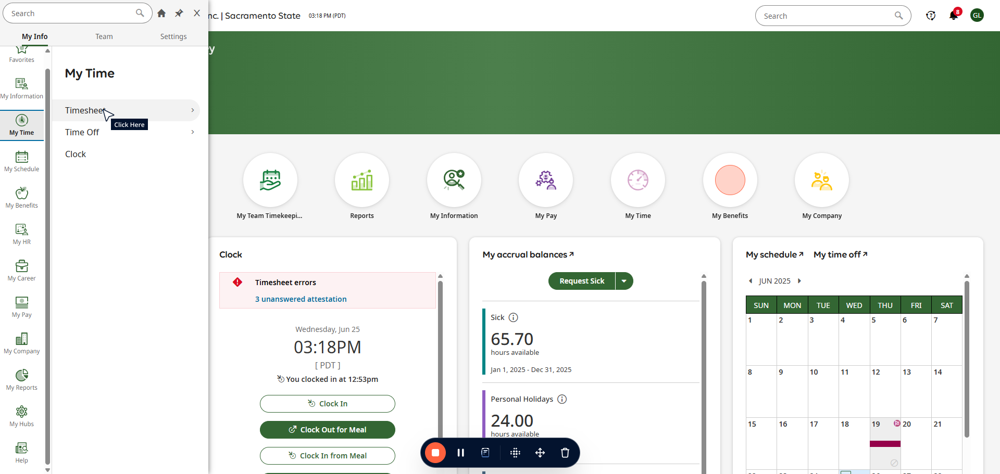 Search
X
nc. | Sacramento State
03:18 PM (PDT)
Search
8
GL
My Info
Team
Settings
Favorites
My Information
My Time
My Schedule
My Benefits
My HR
My Career
My Pay
My Company
My Reports
My Hubs
Help
My Time
Timesheet
Click Here
Time Off
Clock
ey
My Team Timekeepi...
Reports
My Information
My Pay
My Time
My Benefits
My Company
Clock
Timesheet errors
3 unanswered attestation
Wednesday, Jun 25
03:18PM
[ PDT ]
You clocked in at 12:53pm
Clock In
Clock Out for Meal
Clock In from Meal
My accrual balances
Request Sick
Sick
65.70
hours available
Jan 1, 2025 - Dec 31, 2025
Personal Holidays
24.00
hours available
My schedule My time off
JUN 2025
SUN MON TUE WED THU FRI SAT
1 2 3 4 5 6 7
8 9 10 11 12 13 14
15 16 17 18 19 20 21